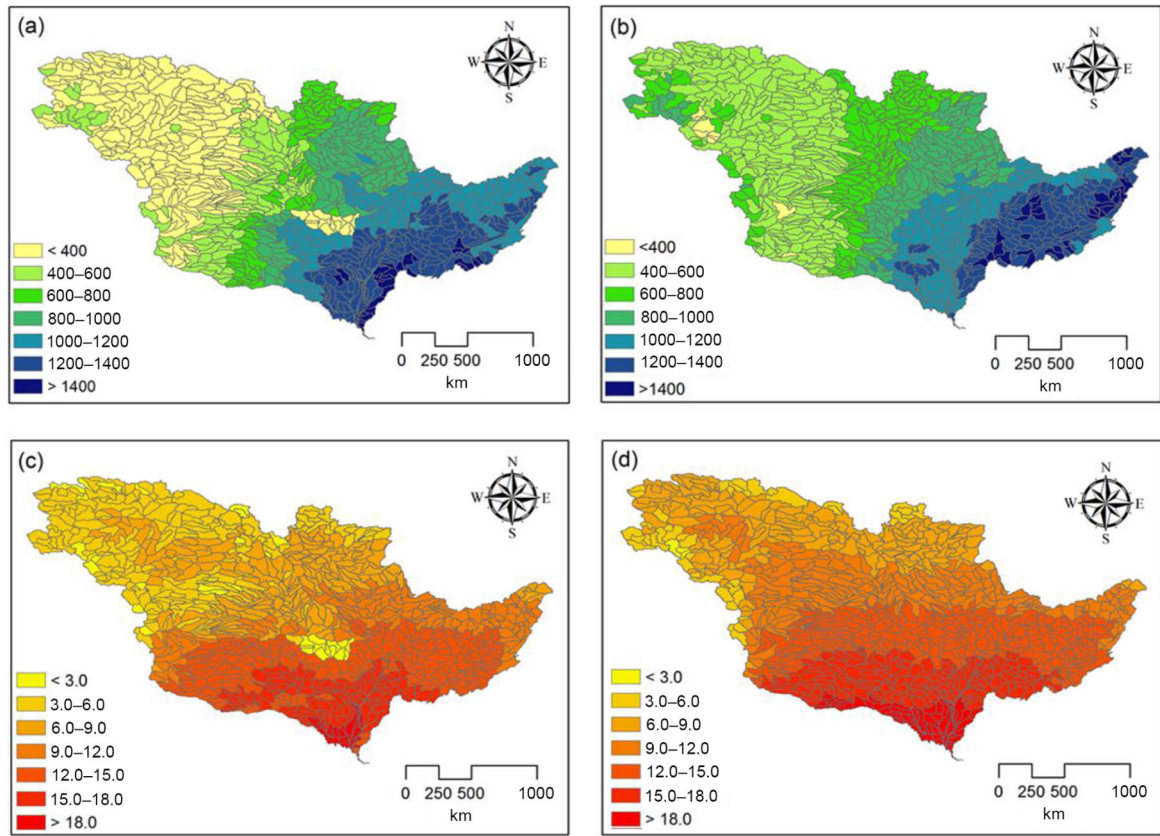 (a)
N
W E
S
< 400
400–600
600–800
800–1000
1000–1200
1200–1400
> 1400
0 250 500 1000
km
(b)
N
W E
S
<400
400–600
600–800
800–1000
1000–1200
1200–1400
>1400
0 250 500 1000
km
(c)
N
W E
S
< 3.0
3.0–6.0
6.0–9.0
9.0–12.0
12.0–15.0
15.0–18.0
> 18.0
0 250 500 1000
km
(d)
N
W E
S
< 3.0
3.0–6.0
6.0–9.0
9.0–12.0
12.0–15.0
15.0–18.0
> 18.0
0 250 500 1000
km